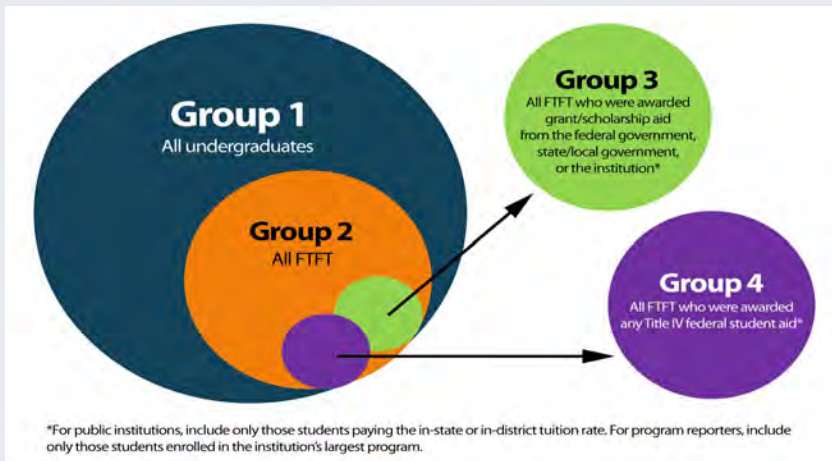 Group 1
All undergraduates
Group 2
All FTFT
Group 3
All FTFT who were awarded
grant/scholarship aid
from the federal government,
state/local government,
or the institution*
Group 4
All FTFT who were awarded
any Title IV federal student aid*
*For public institutions, include only those students paying the in-state or in-district tuition rate. For program reporters, include
only those students enrolled in the institution's largest program.